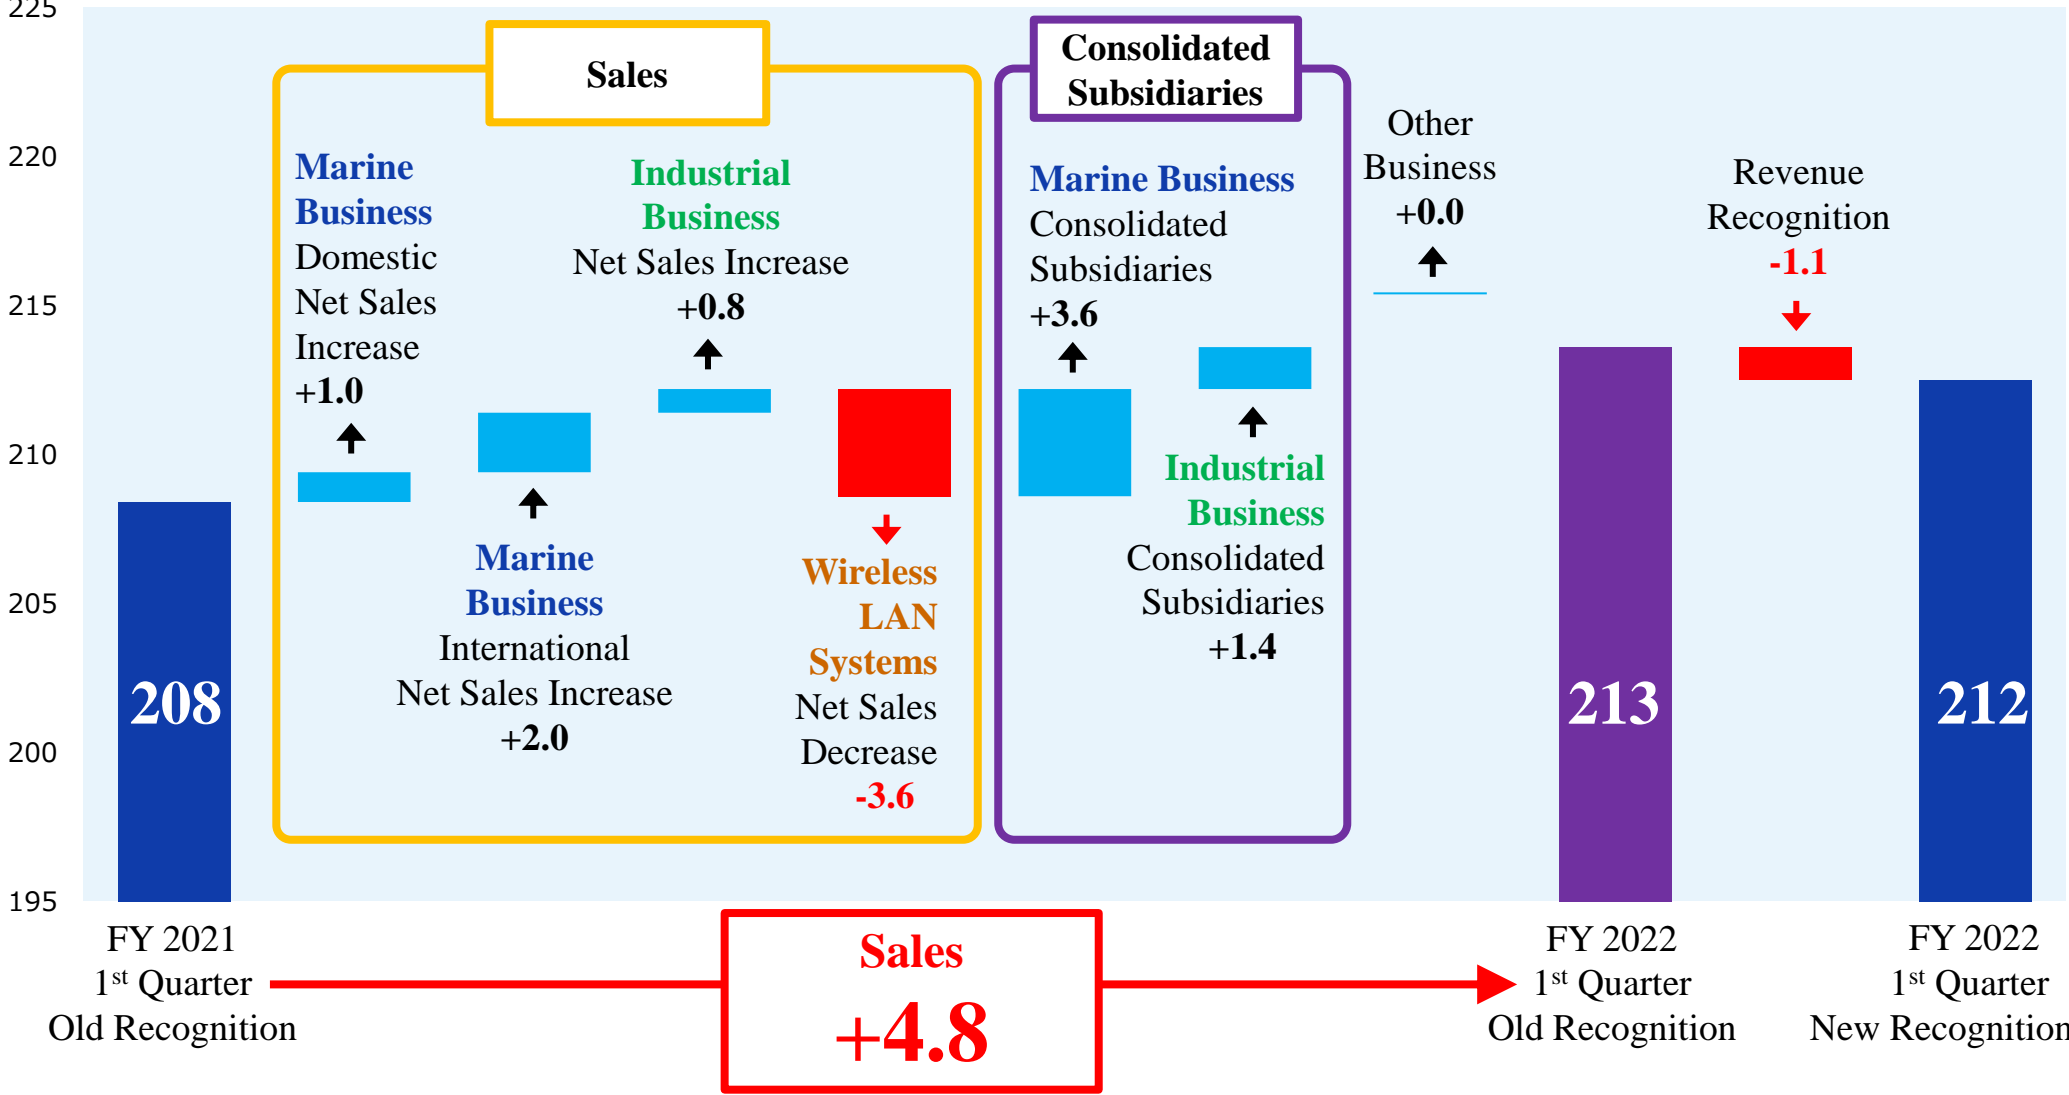 225
220
215
210
205
200
195
Sales
Marine
Business
Domestic
Net Sales
Increase
+1.0
Marine
Business
International
Net Sales Increase
+2.0
Industrial
Business
Net Sales Increase
+0.8
Wireless
LAN
Systems
Net Sales
Decrease
-3.6
Consolidated
Subsidiaries
Marine Business
Consolidated
Subsidiaries
+3.6
Industrial
Business
Consolidated
Subsidiaries
+1.4
Other
Business
+0.0
Revenue
Recognition
-1.1
208
213
212
FY 2021
1st Quarter
Old Recognition
Sales
+4.8
FY 2022
1st Quarter
Old Recognition
FY 2022
1st Quarter
New Recognition